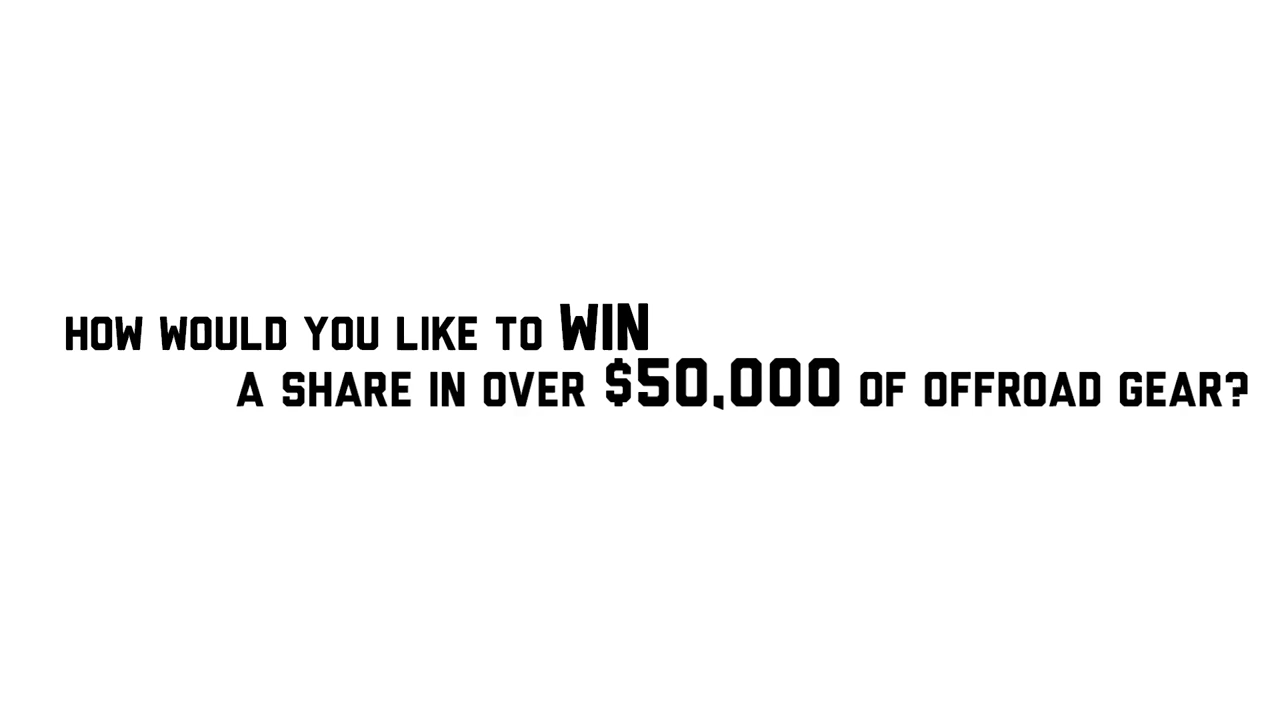 HOW WOULD YOU LIKE TO WIN
A SHARE IN OVER $50,000 OF OFFROAD GEAR?